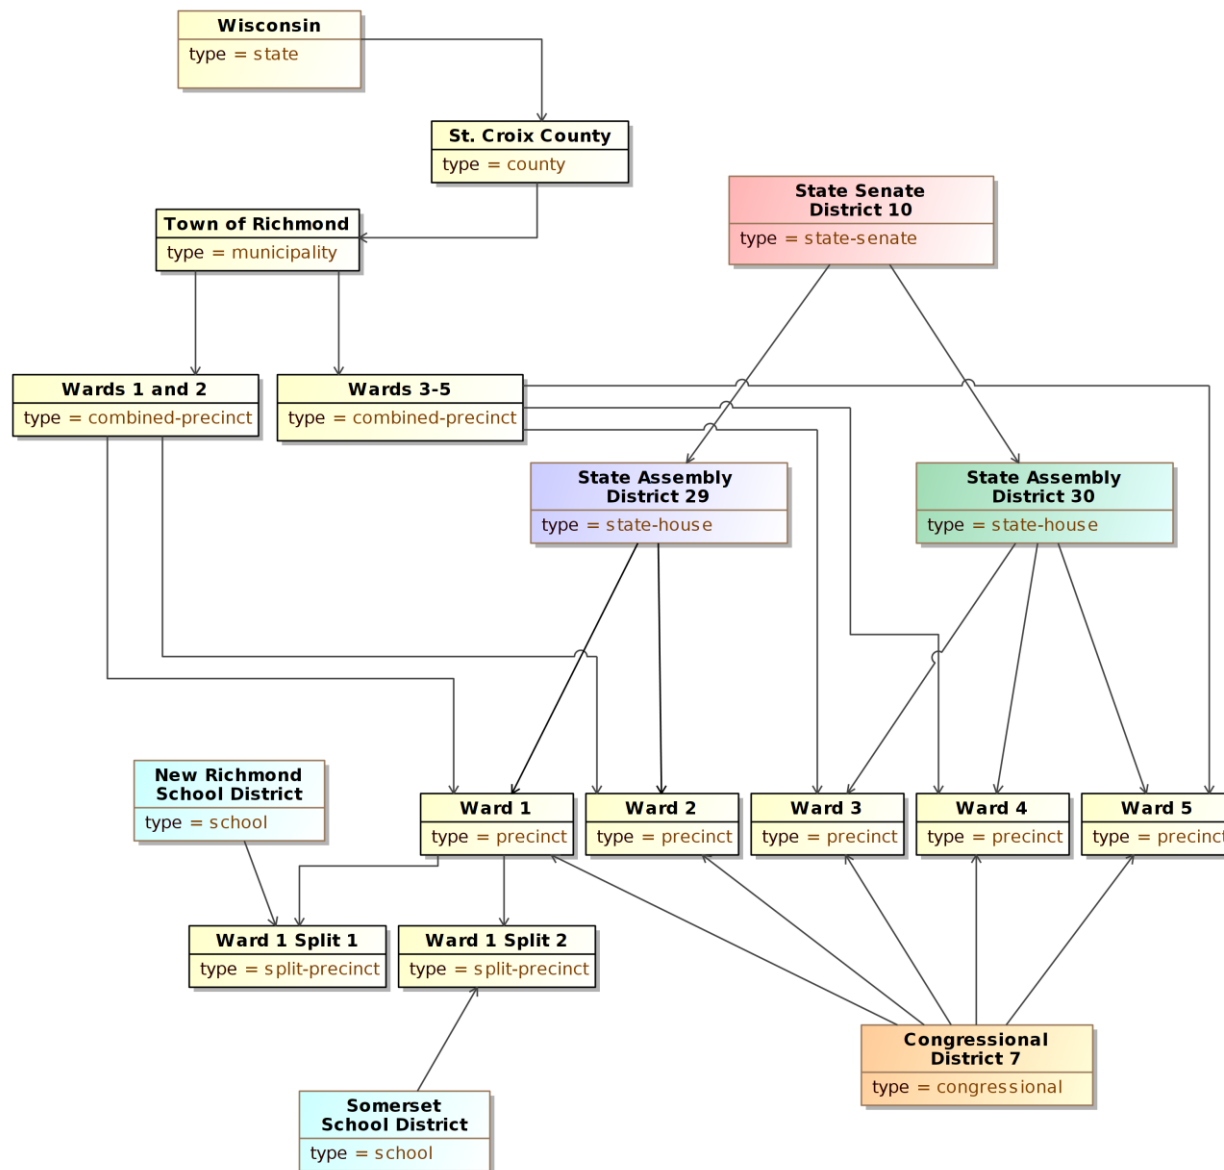 Wisconsin
type = state
St. Croix County
type = county
State Senate
District 10
type = state-senate
Town of Richmond
type = municipality
Wards 1 and 2
type = combined-precinct
Wards 3-5
type = combined-precinct
State Assembly
District 29
type = state-house
State Assembly
District 30
type = state-house
New Richmond
School District
type = school
Ward 1
type = precinct
Ward 2
type = precinct
Ward 3
type = precinct
Ward 4
type = precinct
Ward 5
type = precinct
Ward 1 Split 1
type = split-precinct
Ward 1 Split 2
type = split-precinct
Congressional
District 7
type = congressional
Somerset
School District
type = school